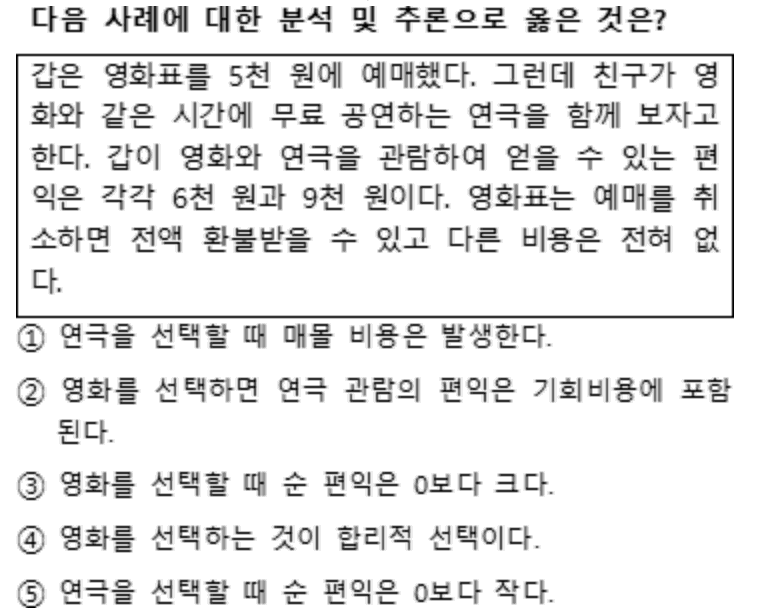 다음 사례에 대한 분석 및 추론으로 옳은 것은?
갑은 영화표를 5천 원에 예매했다. 그런데 친구가 영
화와 같은 시간에 무료 공연하는 연극을 함께 보자고
한다. 갑이 영화와 연극을 관람하여 얻을 수 있는 편
익은 각각 6천 원과 9천 원이다. 영화표는 예매를 취
소하면 전액 환불받을 수 있고 다른 비용은 전혀 없
다.
① 연극을 선택할 때 매몰 비용은 발생한다.
② 영화를 선택하면 연극 관람의 편익은 기회비용에 포함
된다.
③ 영화를 선택할 때 순 편익은 0보다 크다.
④ 영화를 선택하는 것이 합리적 선택이다.
⑤ 연극을 선택할 때 순 편익은 0보다 작다.